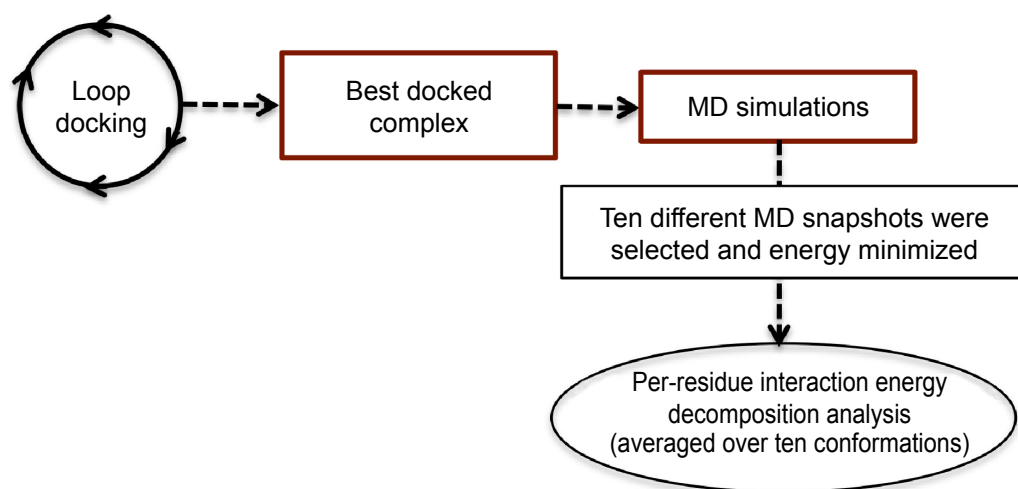 Loop
docking
Best docked
complex
MD simulations
Ten different MD snapshots were
selected and energy minimized
Per-residue interaction energy
decomposition analysis
(averaged over ten conformations)